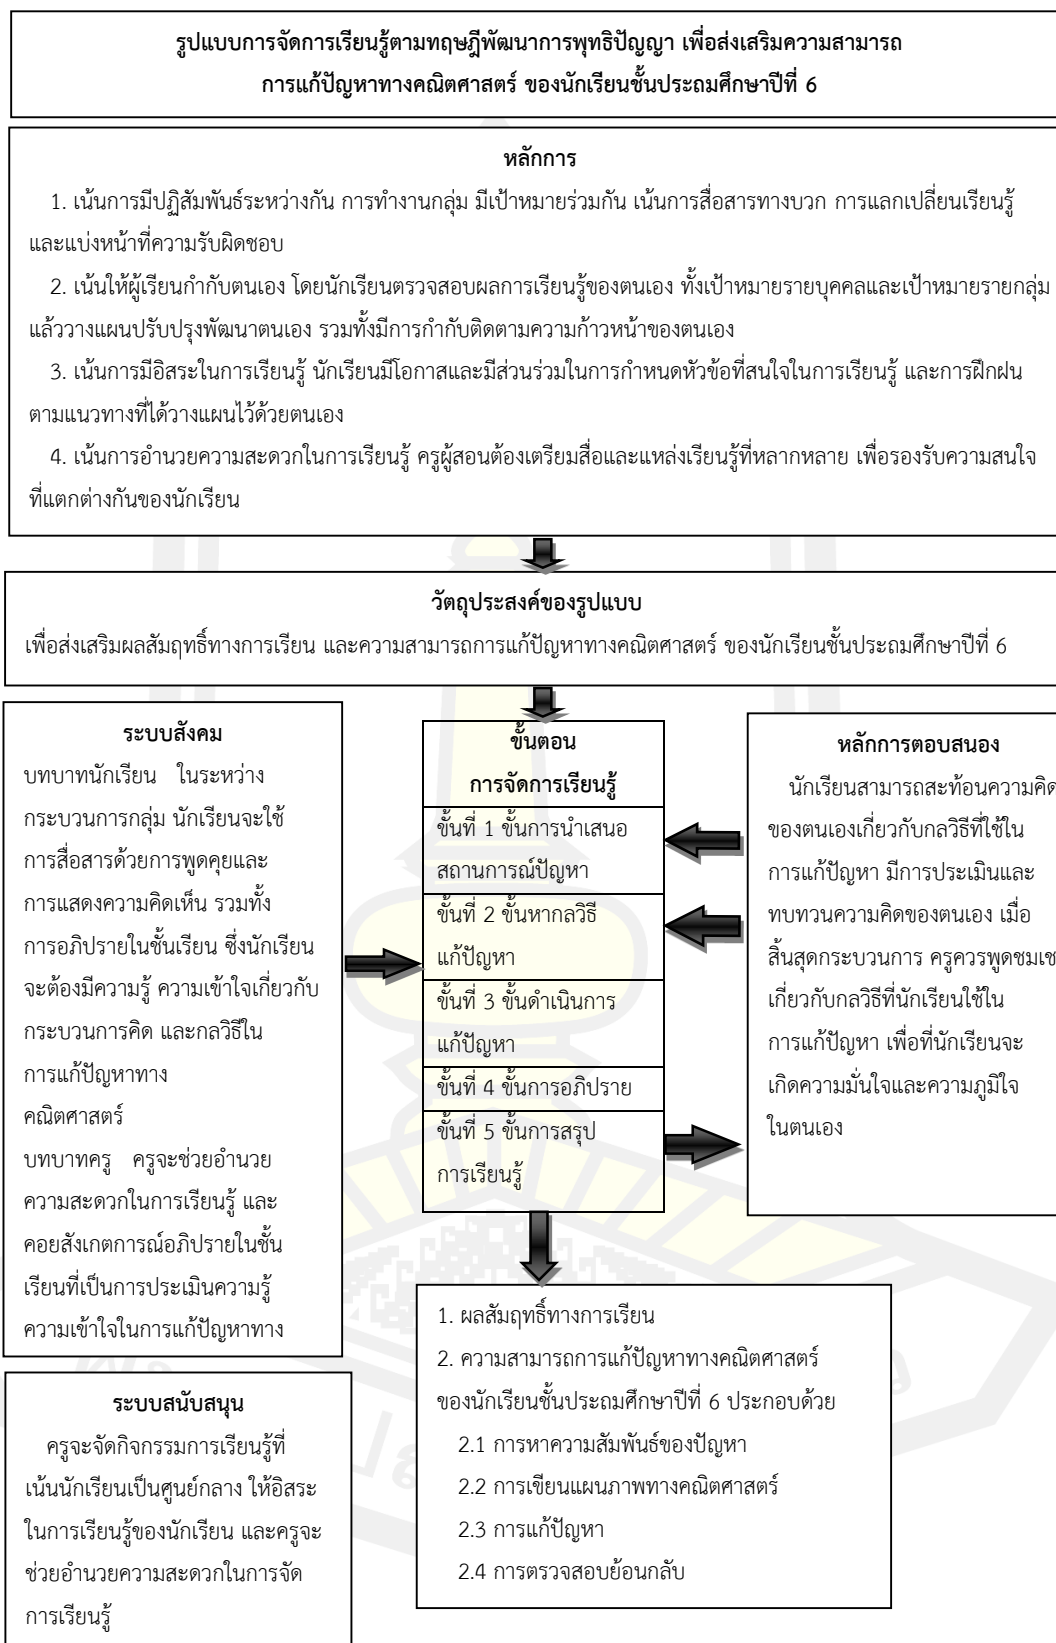 รูปแบบการจัดการเรียนรู้ตามทฤษฎีพัฒนาการพุทธิปัญญา เพื่อส่งเสริมความสามารถ
การแก้ปัญหาทางคณิตศาสตร์ ของนักเรียนชั้นประถมศึกษาปีที่ 6
หลักการ
1. เน้นการมีปฏิสัมพันธ์ระหว่างกัน การทำงานกลุ่ม มีเป้าหมายร่วมกัน เน้นการสื่อสารทางบวก การแลกเปลี่ยนเรียนรู้
และแบ่งหน้าที่ความรับผิดชอบ
2. เน้นให้ผู้เรียนกำกับตนเอง โดยนักเรียนตรวจสอบผลการเรียนรู้ของตนเอง ทั้งเป้าหมายรายบุคคลและเป้าหมายรายกลุ่ม
แล้ววางแผนปรับปรุงพัฒนาตนเอง รวมทั้งมีการกำกับติดตามความก้าวหน้าของตนเอง
3. เน้นการมีอิสระในการเรียนรู้ นักเรียนมีโอกาสและมีส่วนร่วมในการกำหนดหัวข้อที่สนใจในการเรียนรู้ และการฝึกฝน
ตามแนวทางที่ได้วางแผนไว้ด้วยตนเอง
4. เน้นการอำนวยความสะดวกในการเรียนรู้ ครูผู้สอนต้องเตรียมสื่อและแหล่งเรียนรู้ที่หลากหลาย เพื่อรองรับความสนใจ
ที่แตกต่างกันของนักเรียน
วัตถุประสงค์ของรูปแบบ
เพื่อส่งเสริมผลสัมฤทธิ์ทางการเรียน และความสามารถการแก้ปัญหาทางคณิตศาสตร์ ของนักเรียนชั้นประถมศึกษาปีที่ 6
ระบบสังคม
บทบาทนักเรียน ในระหว่าง
กระบวนการกลุ่ม นักเรียนจะใช้
การสื่อสารด้วยการพูดคุยและ
การแสดงความคิดเห็น รวมทั้ง
การอภิปรายในชั้นเรียน ซึ่งนักเรียน
จะต้องมีความรู้ ความเข้าใจเกี่ยวกับ
กระบวนการคิด และกลวิธีใน
การแก้ปัญหาทาง
คณิตศาสตร์
บทบาทครู ครูจะช่วยอำนวย
ความสะดวกในการเรียนรู้ และ
คอยสังเกตการณ์อภิปรายในชั้น
เรียนที่เป็นการประเมินความรู้
ความเข้าใจในการแก้ปัญหาทาง
ระบบสนับสนุน
ครูจะจัดกิจกรรมการเรียนรู้ที่
เน้นนักเรียนเป็นศูนย์กลาง ให้อิสระ
ในการเรียนรู้ของนักเรียน และครูจะ
ช่วยอำนวยความสะดวกในการจัด
การเรียนรู้
ขั้นตอน
การจัดการเรียนรู้
ขั้นที่ 1 ขั้นการนำเสนอ
สถานการณ์ปัญหา
ขั้นที่ 2 ขั้นหากลวิธี
แก้ปัญหา
ขั้นที่ 3 ขั้นดำเนินการ
แก้ปัญหา
ขั้นที่ 4 ขั้นการอภิปราย
ขั้นที่ 5 ขั้นการสรุป
การเรียนรู้
หลักการตอบสนอง
นักเรียนสามารถสะท้อนความคิด
ของตนเองเกี่ยวกับกลวิธีที่ใช้ใน
การแก้ปัญหา มีการประเมินและ
ทบทวนความคิดของตนเอง เมื่อ
สิ้นสุดกระบวนการ ครูควรพูดชมเช
เกี่ยวกับกลวิธีที่นักเรียนใช้ใน
การแก้ปัญหา เพื่อที่นักเรียนจะ
เกิดความมั่นใจและความภูมิใจ
ในตนเอง
1. ผลสัมฤทธิ์ทางการเรียน
2. ความสามารถการแก้ปัญหาทางคณิตศาสตร์
ของนักเรียนชั้นประถมศึกษาปีที่ 6 ประกอบด้วย
2.1 การหาความสัมพันธ์ของปัญหา
2.2 การเขียนแผนภาพทางคณิตศาสตร์
2.3 การแก้ปัญหา
2.4 การตรวจสอบย้อนกลับ